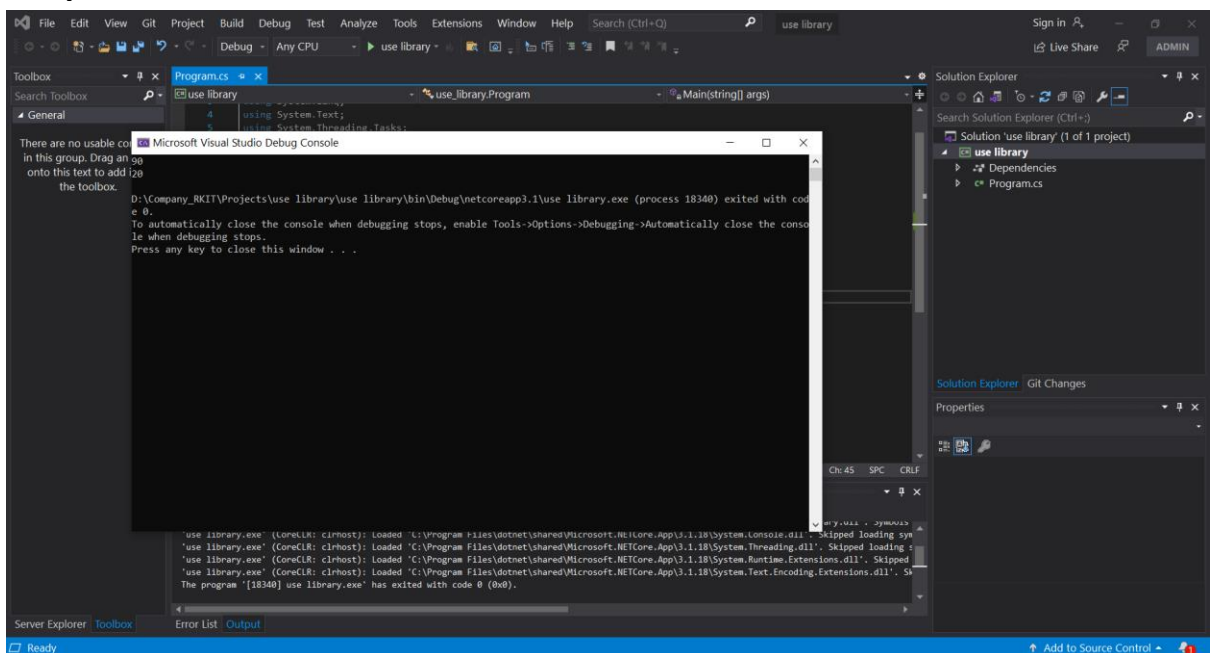 File Edit View Git Project Build Debug Test Analyze Tools Extensions Window Help Search (Ctrl+Q) use library Sign in
Debug Any CPU use library Live Share ADMIN
Toolbox
Search Toolbox
General
There are no usable con
in this group. Drag an
onto this text to add i
the toolbox.
Program.cs
use library use_library.Program Main(string[] args)
4 using System.Text;
5 using System.Threading.Tasks;
Microsoft Visual Studio Debug Console
90
20
D:\Company_RKIT\Projects\use library\use library\bin\Debug\netcoreapp3.1\use library.exe (process 18340) exited with cod
e 0.
To automatically close the console when debugging stops, enable Tools->Options->Debugging->Automatically close the conso
le when debugging stops.
Press any key to close this window . . .
Ch: 45 SPC CRLF
'use library.exe' (CoreCLR: clrhost): Loaded 'C:\Program Files\dotnet\shared\Microsoft.NETCore.App\3.1.18\System.Console.dll'. Skipped loading sym
'use library.exe' (CoreCLR: clrhost): Loaded 'C:\Program Files\dotnet\shared\Microsoft.NETCore.App\3.1.18\System.Threading.dll'. Skipped loading s
'use library.exe' (CoreCLR: clrhost): Loaded 'C:\Program Files\dotnet\shared\Microsoft.NETCore.App\3.1.18\System.Runtime.Extensions.dll'. Skipped
'use library.exe' (CoreCLR: clrhost): Loaded 'C:\Program Files\dotnet\shared\Microsoft.NETCore.App\3.1.18\System.Text.Encoding.Extensions.dll'. Sk
The program '[18340] use library.exe' has exited with code 0 (0x0).
Solution Explorer
Search Solution Explorer (Ctrl+;)
Solution 'use library' (1 of 1 project)
use library
Dependencies
C# Program.cs
Solution Explorer Git Changes
Properties
Server Explorer Toolbox Error List Output
Ready Add to Source Control 1